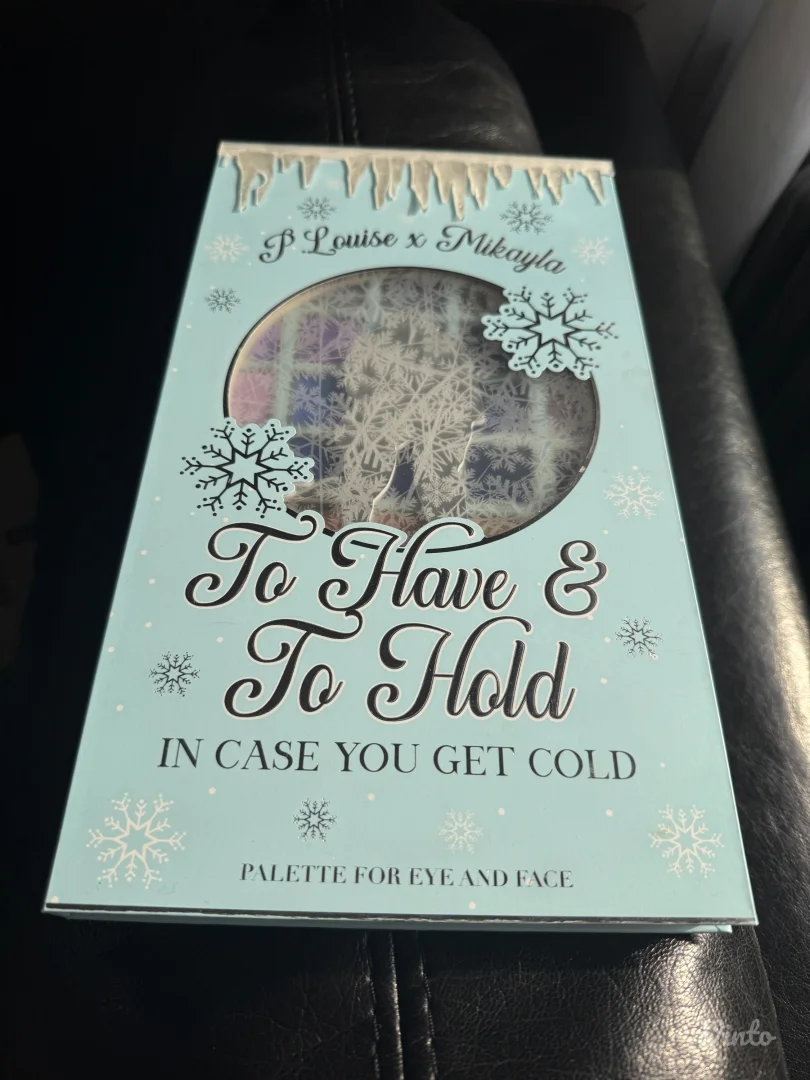 P Louise x Mikayla
To Have &
To Hold
IN CASE YOU GET COLD
PALETTE FOR EYE AND FACE